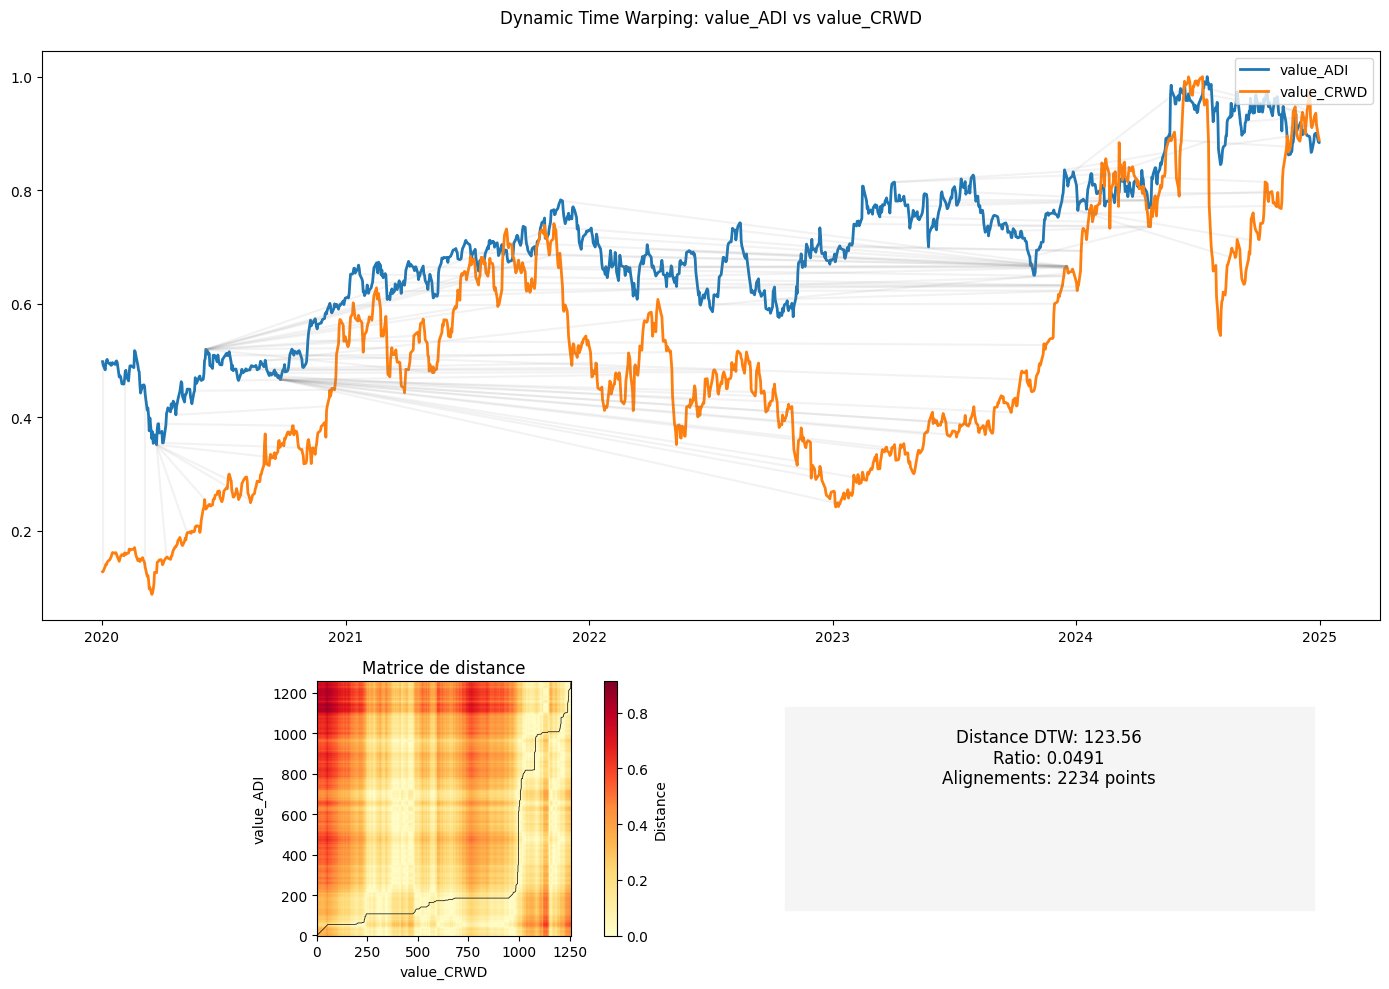 Dynamic Time Warping: value_ADI vs value_CRWD
value_ADI
value_CRWD
1.0
0.8
0.6
0.4
0.2
2020
2021
2022
2023
2024
2025
Matrice de distance
1200
1000
800
600
400
200
0
value_ADI
0
250
500
750
1000
1250
value_CRWD
0.8
0.6
0.4
0.2
0.0
Distance
Distance DTW: 123.56
Ratio: 0.0491
Alignements: 2234 points